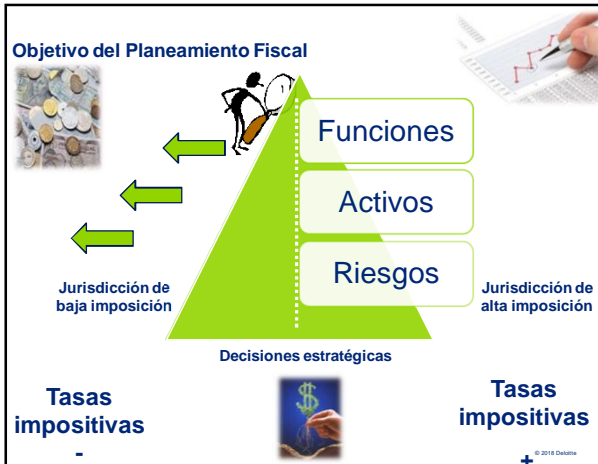 Objetivo del Planeamiento Fiscal
Funciones
Activos
Riesgos
Jurisdicción de
baja imposición
Jurisdicción de
alta imposición
Decisiones estratégicas
Tasas
impositivas
-
Tasas
impositivas
+
© 2018 Deloitte